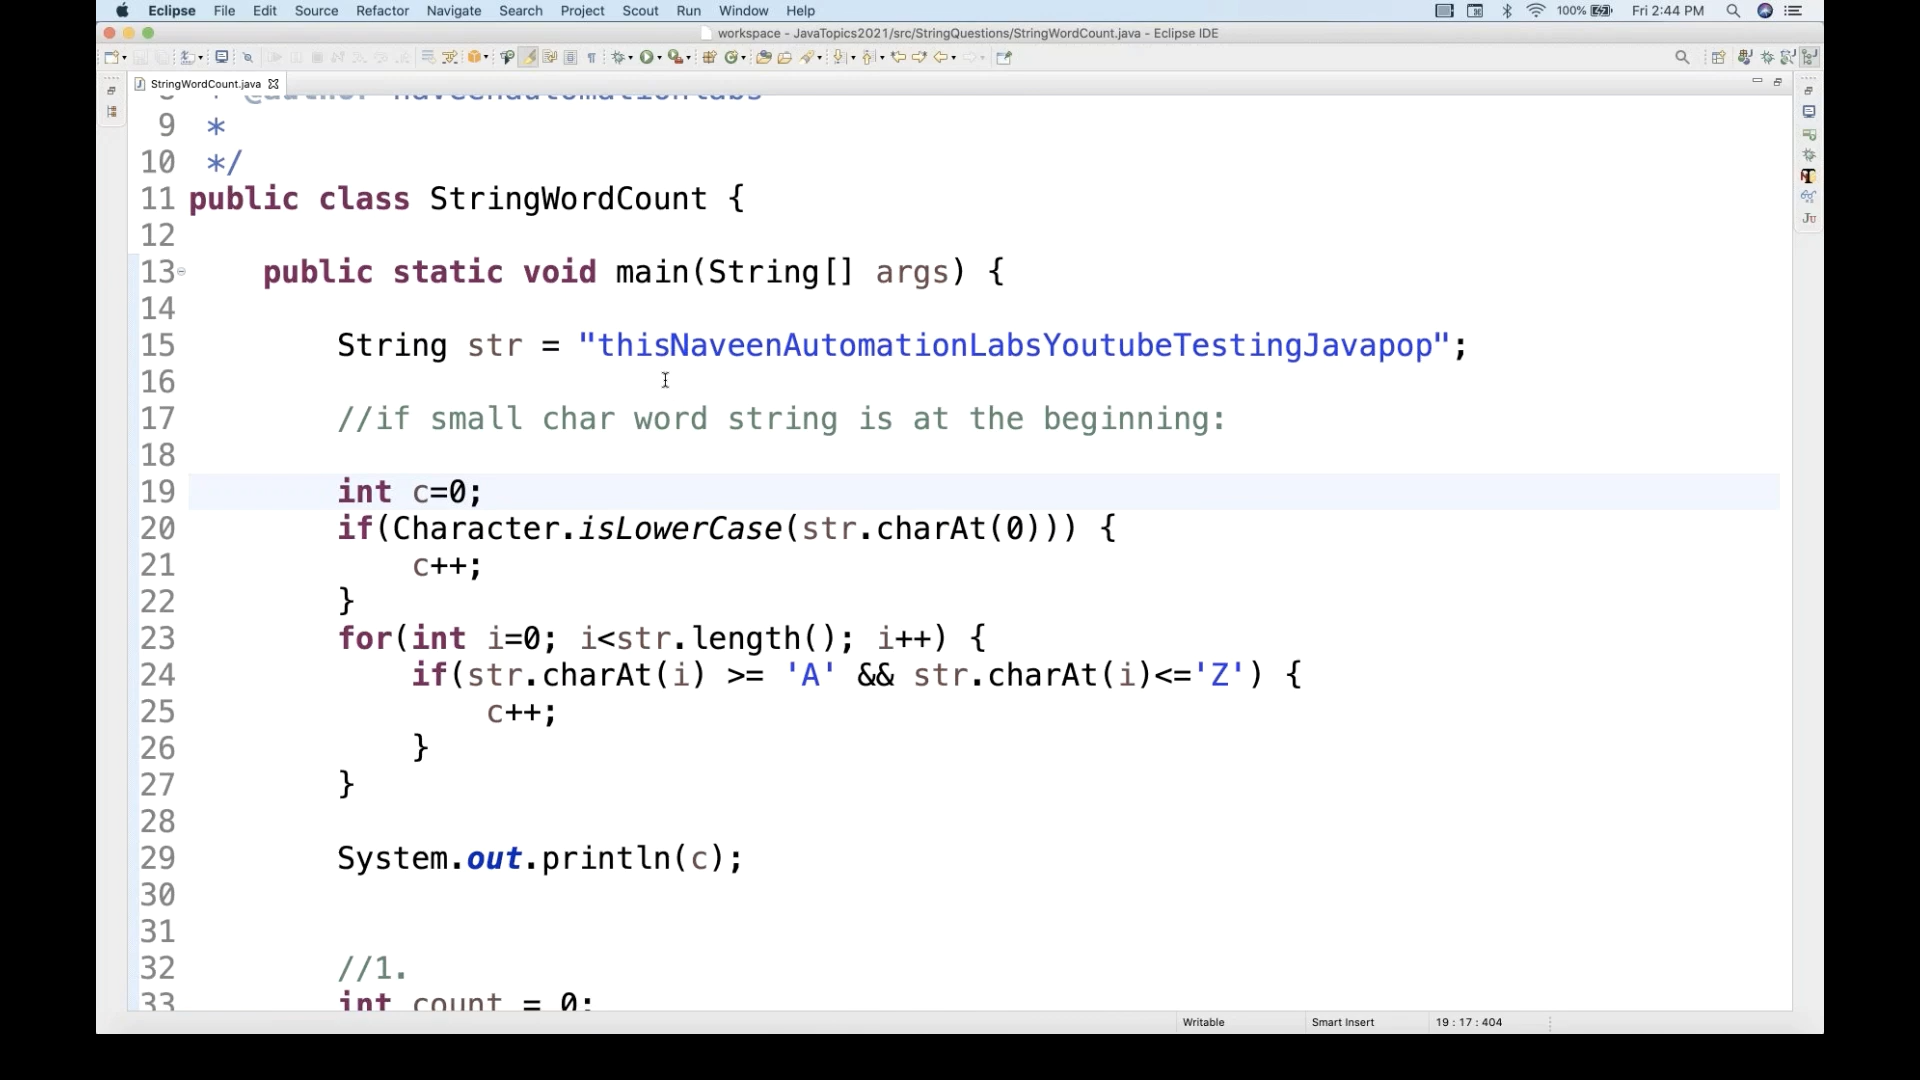 Eclipse File Edit Source Refactor Navigate Search Project Scout Run Window Help 100% Fri 2:44 PM
workspace - JavaTopics2021/src/StringQuestions/StringWordCount.java - Eclipse IDE
StringWordCount.java
8 * @author naveenautomationlabs
9 *
10 */
11 public class StringWordCount {
12
13 public static void main(String[] args) {
14
15 String str = "thisNaveenAutomationLabsYoutubeTestingJavapop";
16
17 //if small char word string is at the beginning:
18
19 int c=0;
20 if(Character.isLowerCase(str.charAt(0))) {
21 c++;
22 }
23 for(int i=0; i<str.length(); i++) {
24 if(str.charAt(i) >= 'A' && str.charAt(i)<='Z') {
25 c++;
26 }
27 }
28
29 System.out.println(c);
30
31
32 //1.
33 int count = 0;
Writable Smart Insert 19 : 17 : 404